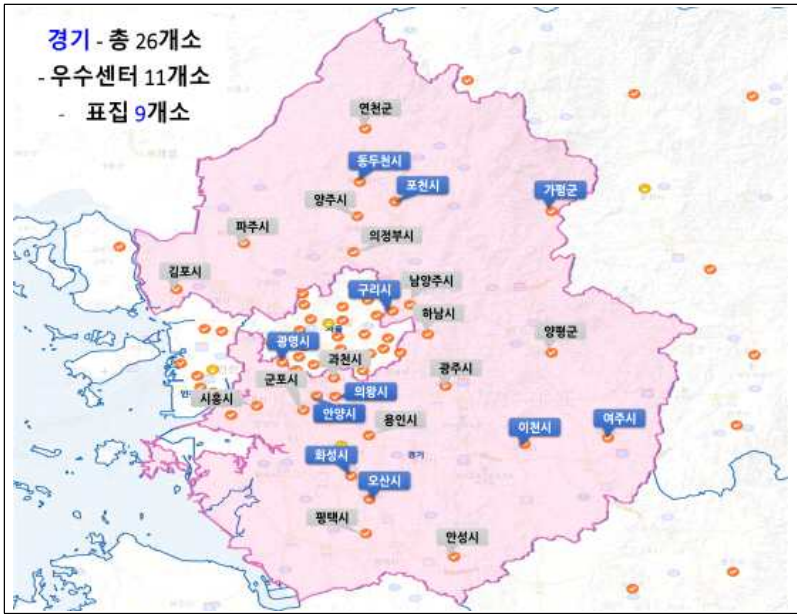 경기 - 총 26개소
- 우수센터 11개소
- 표집 9개소
연천군
동두천시
포천시
가평군
양주시
파주시
의정부시
김포시
남양주시
구리시
하남시
광명시
과천시
양평군
군포시
의왕시
광주시
시흥시
안양시
용인시
이천시
여주시
화성시
경기
오산시
평택시
안성시